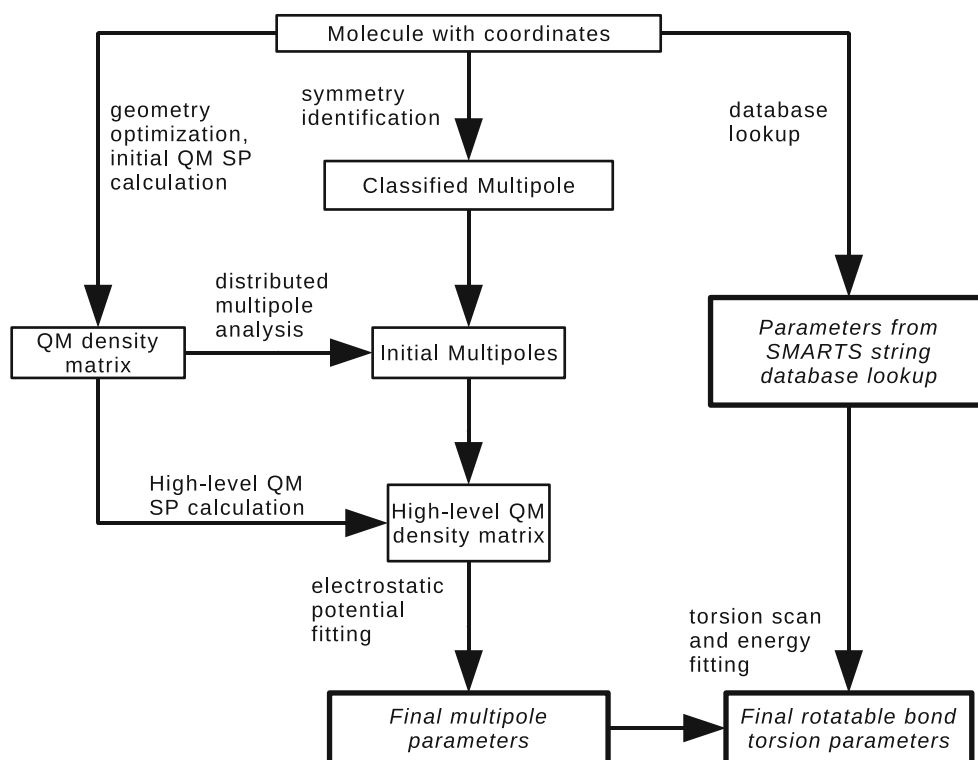 Molecule with coordinates
geometry
optimization,
initial QM SP
calculation
symmetry
identification
database
lookup
Classified Multipole
distributed
multipole
analysis
QM density
matrix
Initial Multipoles
Parameters from
SMARTS string
database lookup
High-level QM
SP calculation
High-level QM
density matrix
electrostatic
potential
fitting
torsion scan
and energy
fitting
Final multipole
parameters
Final rotatable bond
torsion parameters